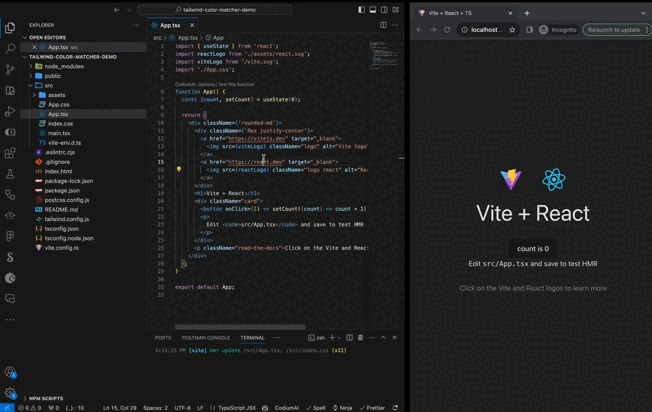 tailwind-color-matcher-demo
EXPLORER
OPEN EDITORS
App.tsx
TAILWIND-COLOR-MATCHER-DEMO
node_modules
public
src
assets
App.css
App.tsx
index.css
main.tsx
vite-env.d.ts
.eslintrc.cjs
.gitignore
index.html
package-lock.json
package.json
postcss.config.js
README.md
tailwind.config.js
tsconfig.json
tsconfig.node.json
vite.config.ts
NPM SCRIPTS
App.tsx
src > App.tsx > App
1 import { useState } from 'react';
2 import reactLogo from './assets/react.svg';
3 import viteLogo from '/vite.svg';
4 import './App.css';
5
CodiumAI: Options | Test this function
6 function App() {
7 const [count, setCount] = useState(0);
8
9 return (
10 <div className={'rounded-md'}>
11 <div className={'flex justify-center'}>
12 <a href="https://vitejs.dev" target="_blank">
13 <img src={viteLogo} className="logo" alt="Vite logo"
14 </a>
15 <a href="https://react.dev" target="_blank">
16 <img src={reactLogo} className="logo react" alt="Re
17 </a>
18 </div>
19 <h1>Vite + React</h1>
20 <div className="card">
21 <button onClick={() => setCount((count) => count + 1)
22 <p>
23 Edit <code>src/App.tsx</code> and save to test HMR
24 </p>
25 </div>
26 <p className="read-the-docs">Click on the Vite and Reac
27 </div>
28 );
29 }
30
31 export default App;
32
PORTS
POSTMAN CONSOLE
TERMINAL
zsh
4:14:33 PM [vite] hmr update /src/App.tsx, /src/index.css (x11)
0 0 0 {..}: 10 Ln 15, Col 29 Spaces: 2 UTF-8 LF {} TypeScript JSX CodiumAI Spell Ninja Prettier
Vite + React + TS
localhost...
Incognito
Relaunch to update
Vite + React
count is 0
Edit src/App.tsx and save to test HMR
Click on the Vite and React logos to learn more